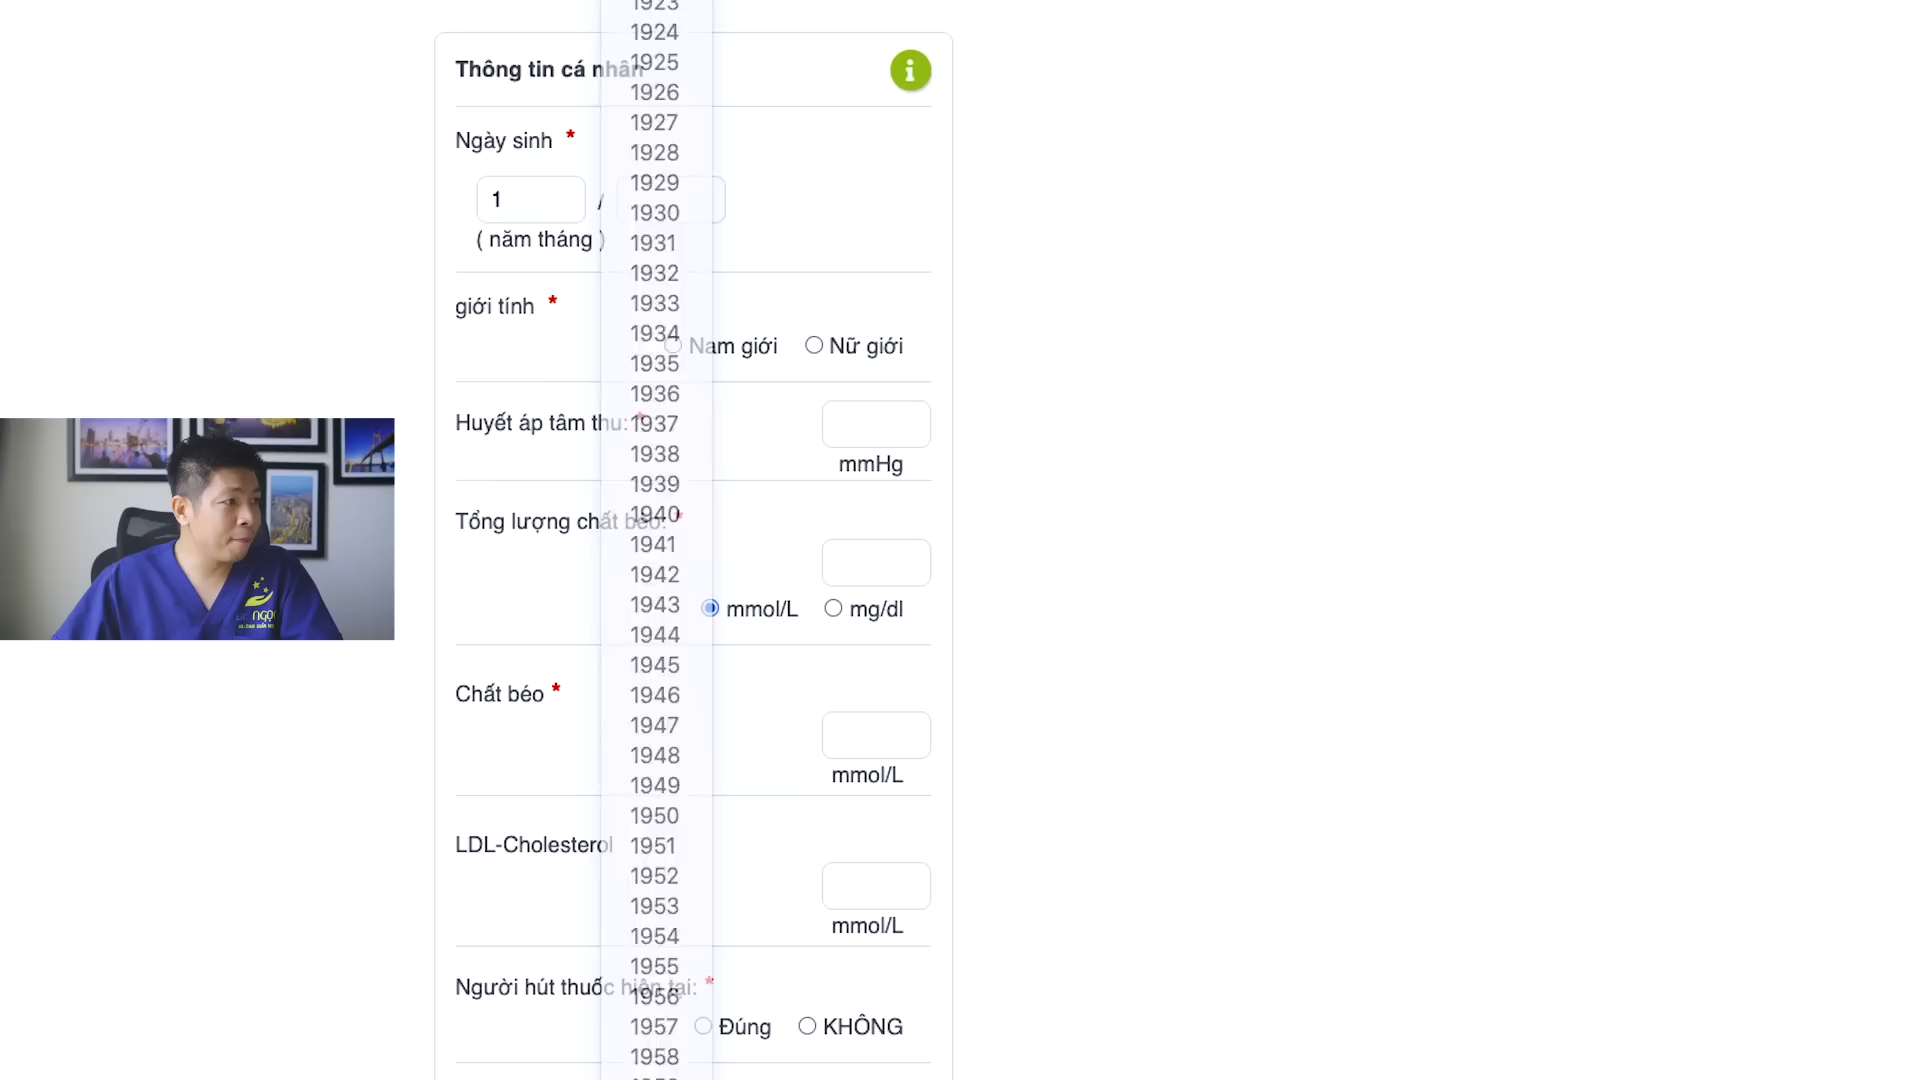 Thông tin cá nhân
Ngày sinh *
1 /
( năm tháng )
giới tính *
Nam giới Nữ giới
Huyết áp tâm thu: *
mmHg
Tổng lượng chất béo: *
mmol/L mg/dl
Chất béo *
mmol/L
LDL-Cholesterol
mmol/L
Người hút thuốc hiện tại: *
Đúng KHÔNG
1923
1924
1925
1926
1927
1928
1929
1930
1931
1932
1933
1934
1935
1936
1937
1938
1939
1940
1941
1942
1943
1944
1945
1946
1947
1948
1949
1950
1951
1952
1953
1954
1955
1956
1957
1958